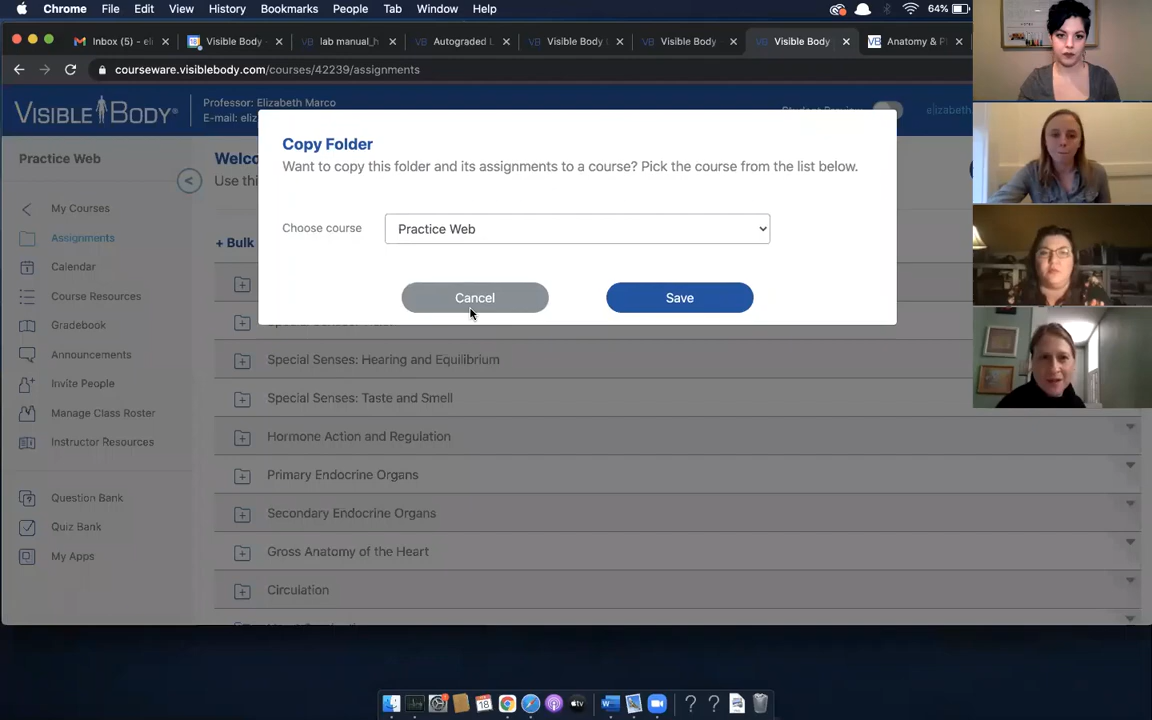 Chrome File Edit View History Bookmarks People Tab Window Help 64%
Inbox (5) - eli Visible Body - lab manual_h Autograded L Visible Body Visible Body Visible Body Anatomy & P
courseware.visiblebody.com/courses/42239/assignments
VISIBLE BODY®
Professor: Elizabeth Marco
E-mail: eliz
Student Preview
elizabeth
Practice Web
My Courses
Assignments
Calendar
Course Resources
Gradebook
Announcements
Invite People
Manage Class Roster
Instructor Resources
Question Bank
Quiz Bank
My Apps
Welco
Use thi
+ Bulk
Copy Folder
Want to copy this folder and its assignments to a course? Pick the course from the list below.
Choose course
Practice Web
Cancel
Save
Special Senses: Hearing and Equilibrium
Special Senses: Taste and Smell
Hormone Action and Regulation
Primary Endocrine Organs
Secondary Endocrine Organs
Gross Anatomy of the Heart
Circulation